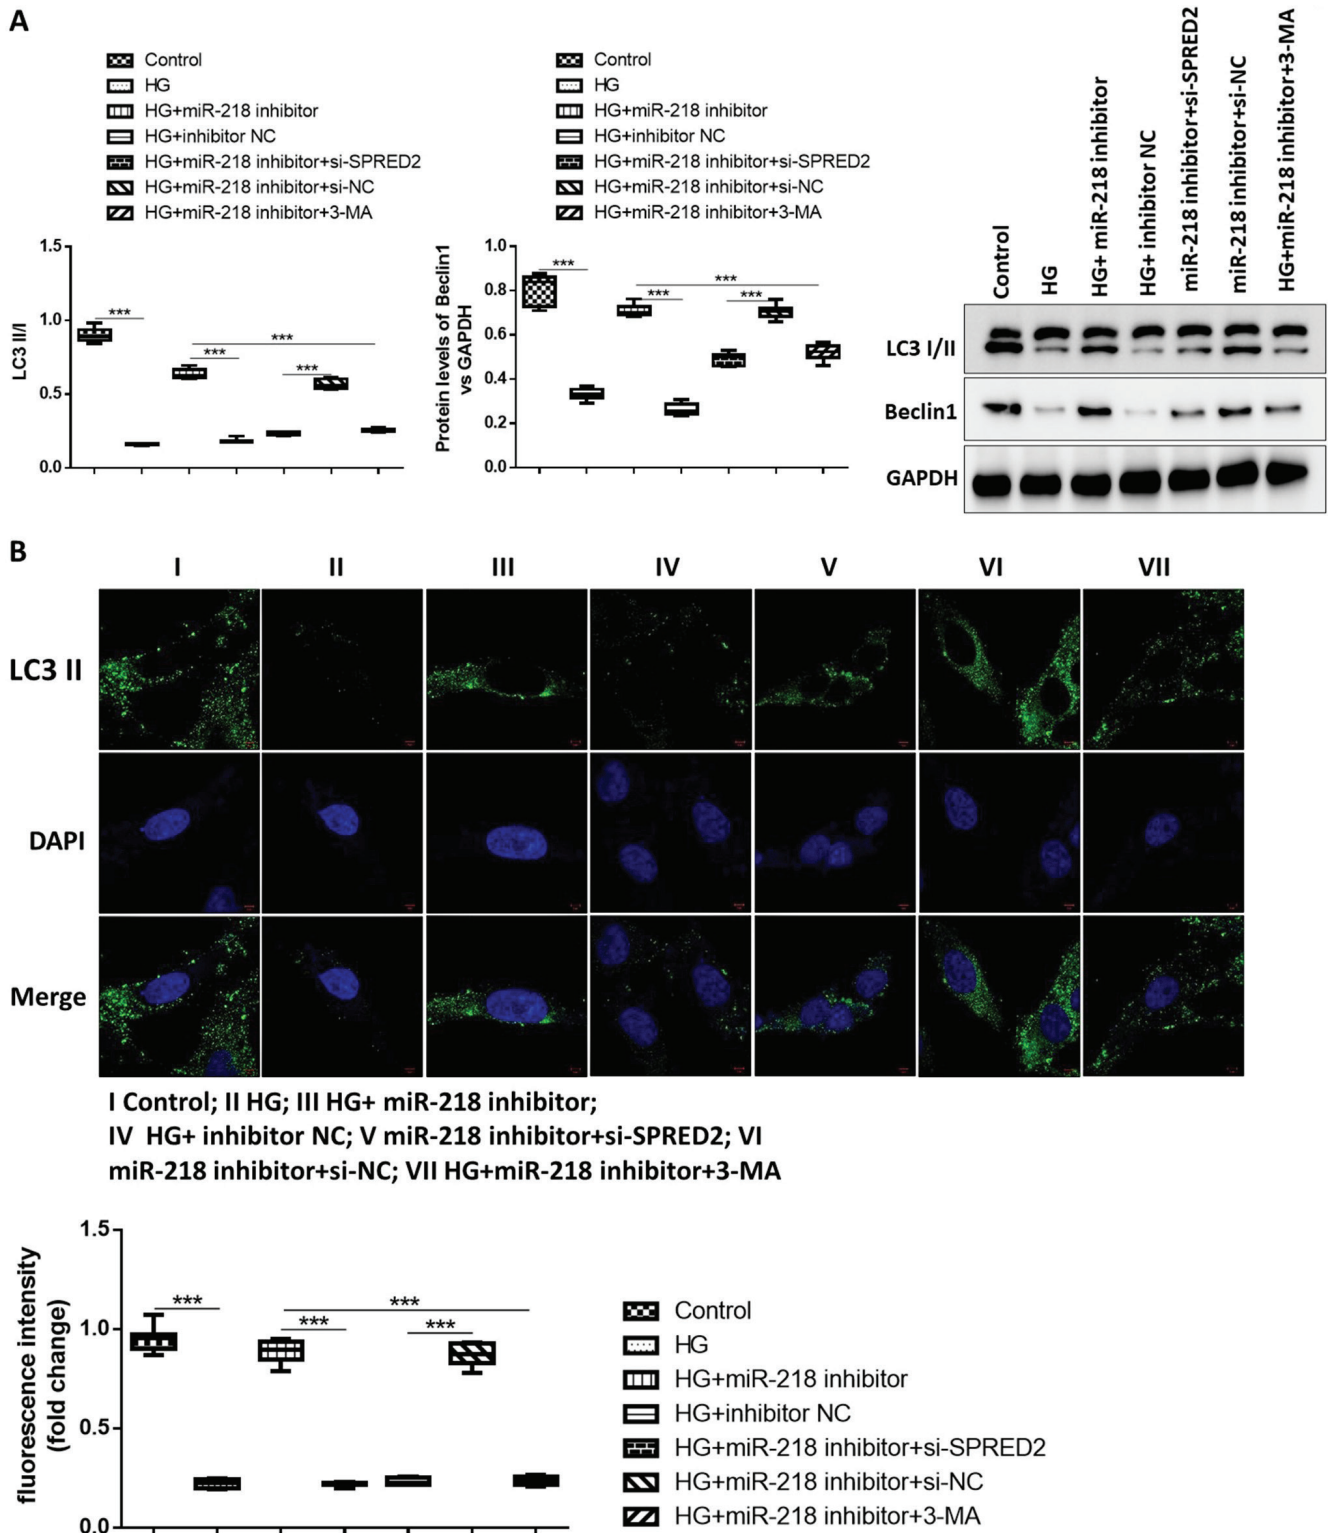 A
Control
HG
HG+miR-218 inhibitor
HG+inhibitor NC
HG+miR-218 inhibitor+si-SPRED2
HG+miR-218 inhibitor+si-NC
HG+miR-218 inhibitor+3-MA
LC3 II/I
1.5
1.0
0.5
0.0
***
***
***
***
Control
HG
HG+miR-218 inhibitor
HG+inhibitor NC
HG+miR-218 inhibitor+si-SPRED2
HG+miR-218 inhibitor+si-NC
HG+miR-218 inhibitor+3-MA
Protein levels of Beclin1
vs GAPDH
1.0
0.8
0.6
0.4
0.2
0.0
***
***
***
***
Control
HG
HG+ miR-218 inhibitor
HG+ inhibitor NC
miR-218 inhibitor+si-SPRED2
miR-218 inhibitor+si-NC
HG+miR-218 inhibitor+3-MA
LC3 I/II
Beclin1
GAPDH
B
I II III IV V VI VII
LC3 II
DAPI
Merge
I Control; II HG; III HG+ miR-218 inhibitor;
IV HG+ inhibitor NC; V miR-218 inhibitor+si-SPRED2; VI
miR-218 inhibitor+si-NC; VII HG+miR-218 inhibitor+3-MA
fluorescence intensity
(fold change)
1.5
1.0
0.5
0.0
***
***
***
***
Control
HG
HG+miR-218 inhibitor
HG+inhibitor NC
HG+miR-218 inhibitor+si-SPRED2
HG+miR-218 inhibitor+si-NC
HG+miR-218 inhibitor+3-MA